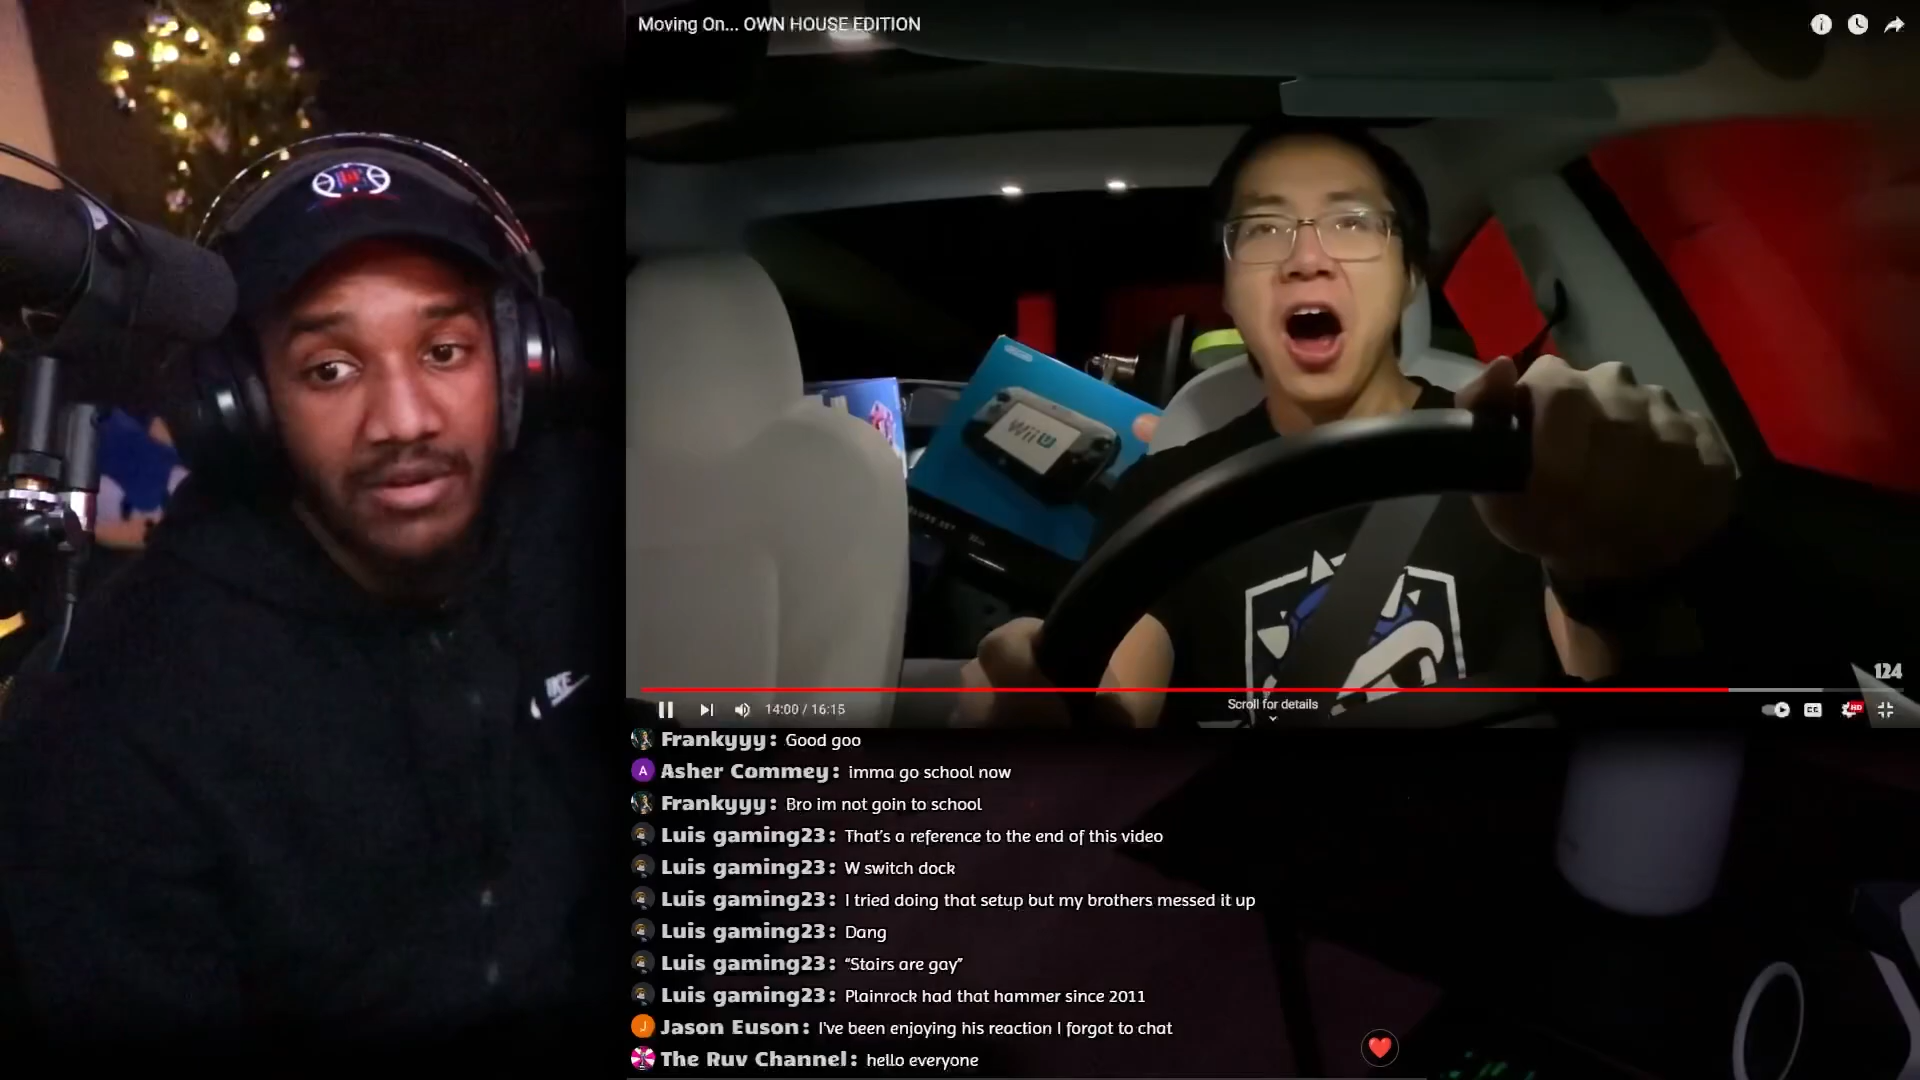 Moving On... OWN HOUSE EDITION
Wii U
124
14:00 / 16:15
Scroll for details
CC
HD
Frankyyy: Good goo
A Asher Commey: imma go school now
Frankyyy: Bro im not goin to school
Luis gaming23: That's a reference to the end of this video
Luis gaming23: W switch dock
Luis gaming23: I tried doing that setup but my brothers messed it up
Luis gaming23: Dang
Luis gaming23: “Stairs are gay”
Luis gaming23: Plainrock had that hammer since 2011
J Jason Euson: I've been enjoying his reaction I forgot to chat
The Ruv Channel: hello everyone